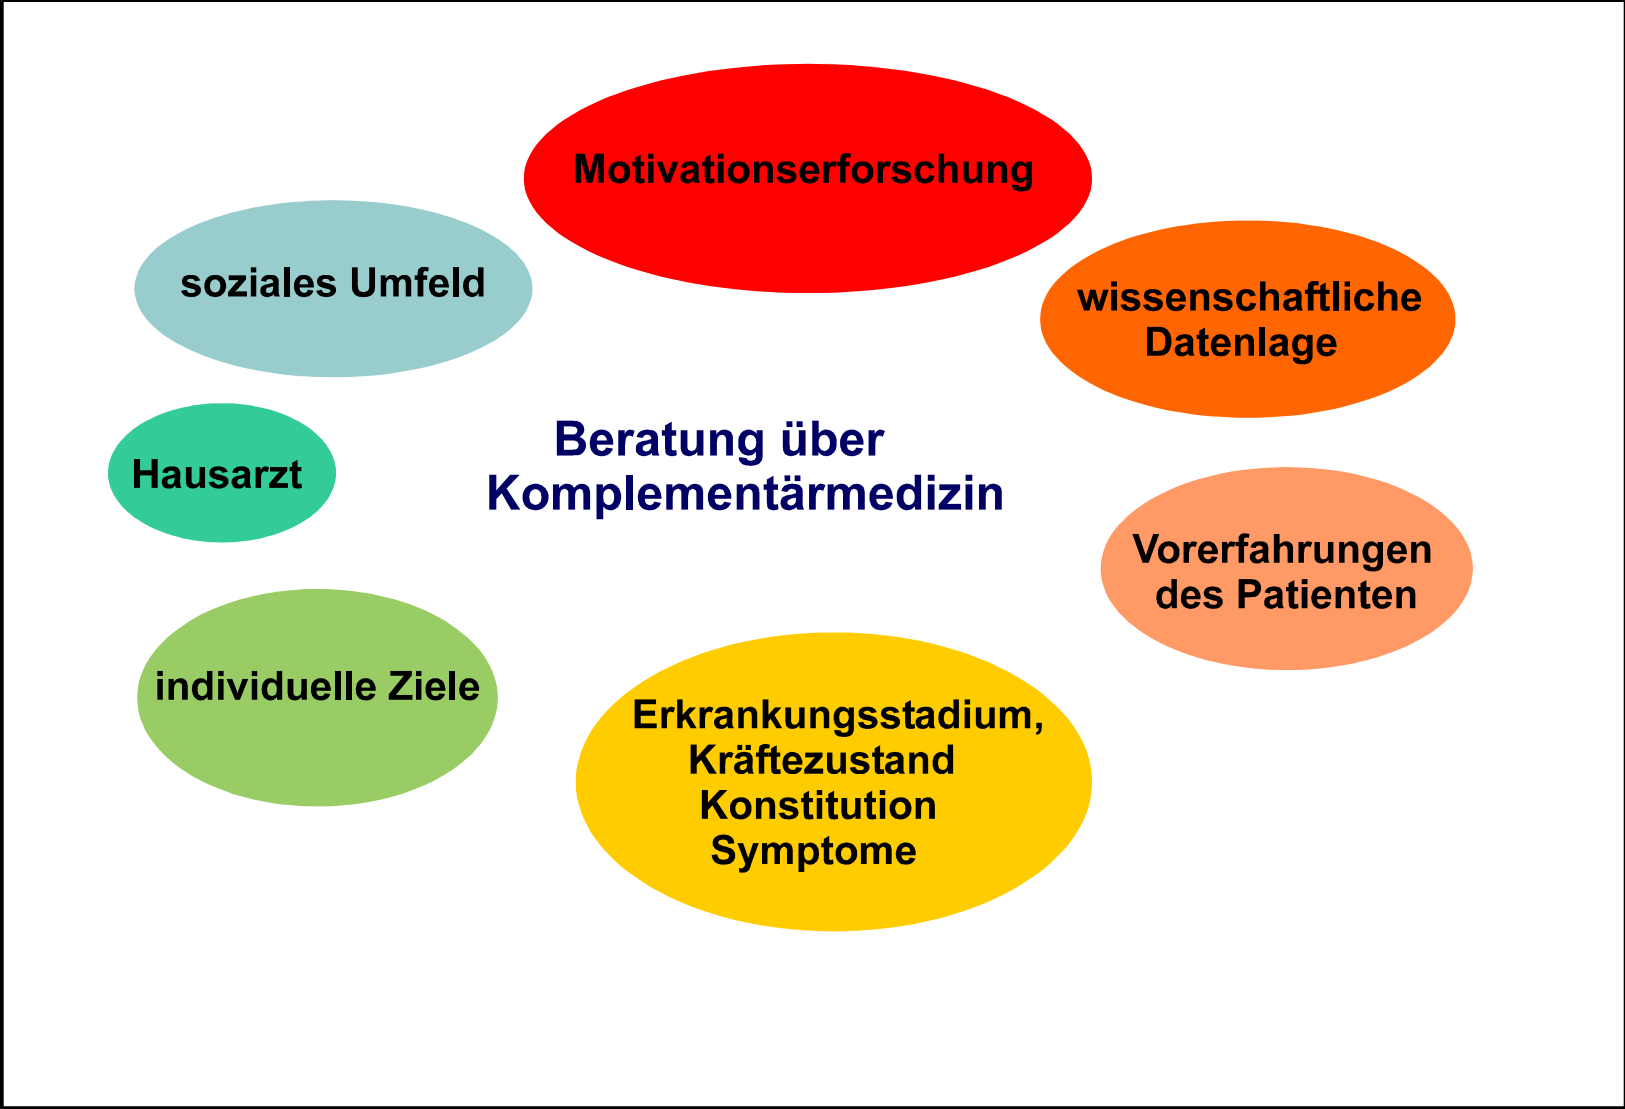 Motivationserforschung
soziales Umfeld
wissenschaftliche
Datenlage
Beratung über
Komplementärmedizin
Hausarzt
Vorerfahrungen
des Patienten
individuelle Ziele
Erkrankungsstadium,
Kräftezustand
Konstitution
Symptome